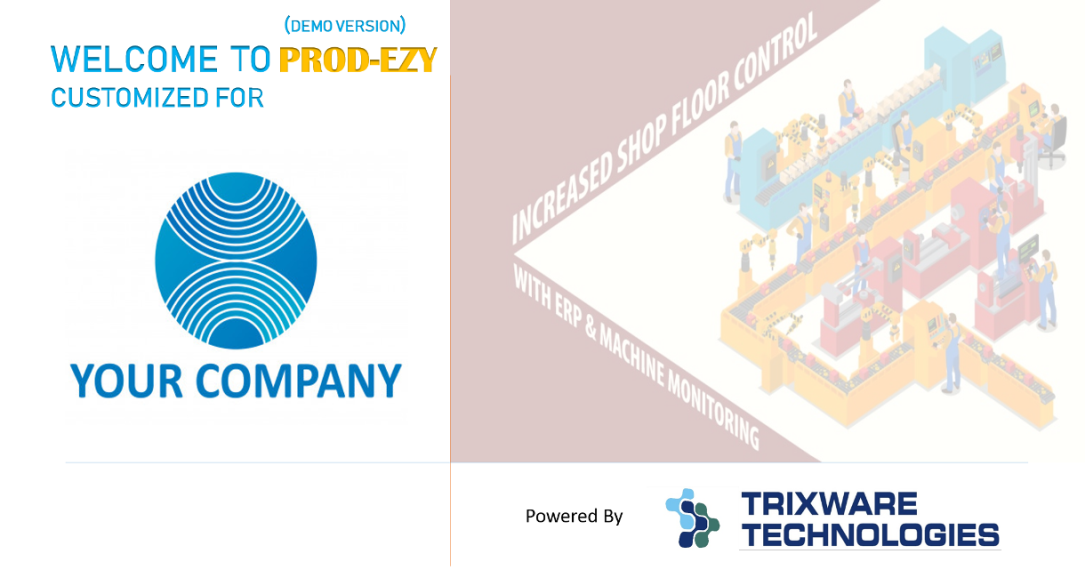 (DEMO VERSION)
WELCOME TO PROD-EZY
CUSTOMIZED FOR
YOUR COMPANY
INCREASED SHOP FLOOR CONTROL
WITH ERP & MACHINE MONITORING
Powered By
TRIXWARE
TECHNOLOGIES